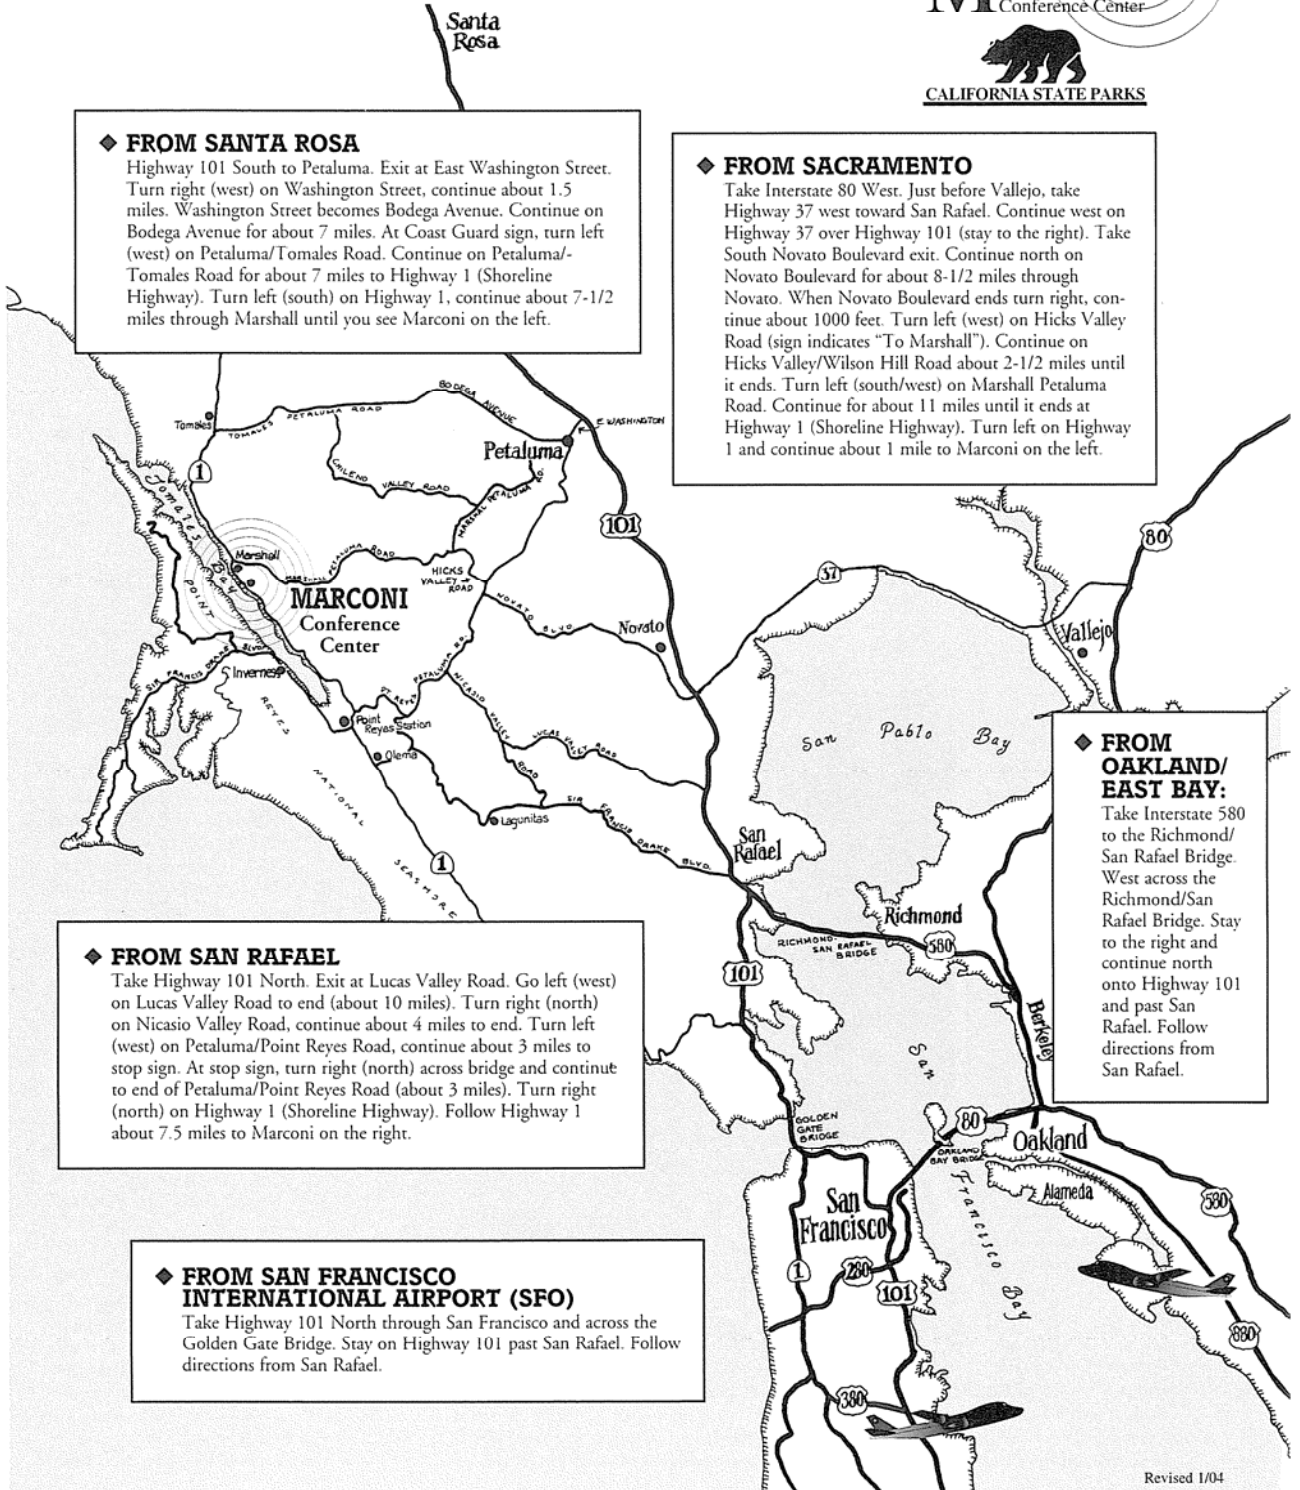 Conference Center
CALIFORNIA STATE PARKS
Santa
Rosa
◆ FROM SANTA ROSA
Highway 101 South to Petaluma. Exit at East Washington Street.
Turn right (west) on Washington Street, continue about 1.5
miles. Washington Street becomes Bodega Avenue. Continue on
Bodega Avenue for about 7 miles. At Coast Guard sign, turn left
(west) on Petaluma/Tomales Road. Continue on Petaluma/-
Tomales Road for about 7 miles to Highway 1 (Shoreline
Highway). Turn left (south) on Highway 1, continue about 7-1/2
miles through Marshall until you see Marconi on the left.
◆ FROM SACRAMENTO
Take Interstate 80 West. Just before Vallejo, take
Highway 37 west toward San Rafael. Continue west on
Highway 37 over Highway 101 (stay to the right). Take
South Novato Boulevard exit. Continue north on
Novato Boulevard for about 8-1/2 miles through
Novato. When Novato Boulevard ends turn right, con-
tinue about 1000 feet. Turn left (west) on Hicks Valley
Road (sign indicates “To Marshall”). Continue on
Hicks Valley/Wilson Hill Road about 2-1/2 miles until
it ends. Turn left (south/west) on Marshall Petaluma
Road. Continue for about 11 miles until it ends at
Highway 1 (Shoreline Highway). Turn left on Highway
1 and continue about 1 mile to Marconi on the left.
BODEGA AVENUE
TOMALES PETALUMA ROAD
Tomales
E WASHINGTON
Petaluma
CHILENO VALLEY ROAD
MARSHAL PETALUMA RD.
1
101
80
Tomales Bay
Marshall
MARSHALL PETALUMA ROAD
HICKS
VALLEY →
ROAD
37
MARCONI
Conference
Center
POINT
NOVATO BLVD
Novato
Vallejo
SIR FRANCIS DRAKE BLVD
Inverness
PT. REYES PETALUMA RD.
NICASIO VALLEY ROAD
REYES
Point
Reyes Station
Olema
LUCAS VALLEY ROAD
San Pablo Bay
NATIONAL
SIR FRANCIS DRAKE BLVD.
Lagunitas
San
Rafael
1
SEASHORE
◆ FROM
OAKLAND/
EAST BAY:
Take Interstate 580
to the Richmond/
San Rafael Bridge.
West across the
Richmond/San
Rafael Bridge. Stay
to the right and
continue north
onto Highway 101
and past San
Rafael. Follow
directions from
San Rafael.
Richmond
RICHMOND-
SAN RAFAEL
BRIDGE
580
101
◆ FROM SAN RAFAEL
Take Highway 101 North. Exit at Lucas Valley Road. Go left (west)
on Lucas Valley Road to end (about 10 miles). Turn right (north)
on Nicasio Valley Road, continue about 4 miles to end. Turn left
(west) on Petaluma/Point Reyes Road, continue about 3 miles to
stop sign. At stop sign, turn right (north) across bridge and continue
to end of Petaluma/Point Reyes Road (about 3 miles). Turn right
(north) on Highway 1 (Shoreline Highway). Follow Highway 1
about 7.5 miles to Marconi on the right.
Berkeley
San Francisco Bay
GOLDEN
GATE
BRIDGE
80
OAKLAND
BAY BRIDGE
Oakland
Alameda
580
San
Francisco
1
280
101
880
380
◆ FROM SAN FRANCISCO
INTERNATIONAL AIRPORT (SFO)
Take Highway 101 North through San Francisco and across the
Golden Gate Bridge. Stay on Highway 101 past San Rafael. Follow
directions from San Rafael.
Revised 1/04